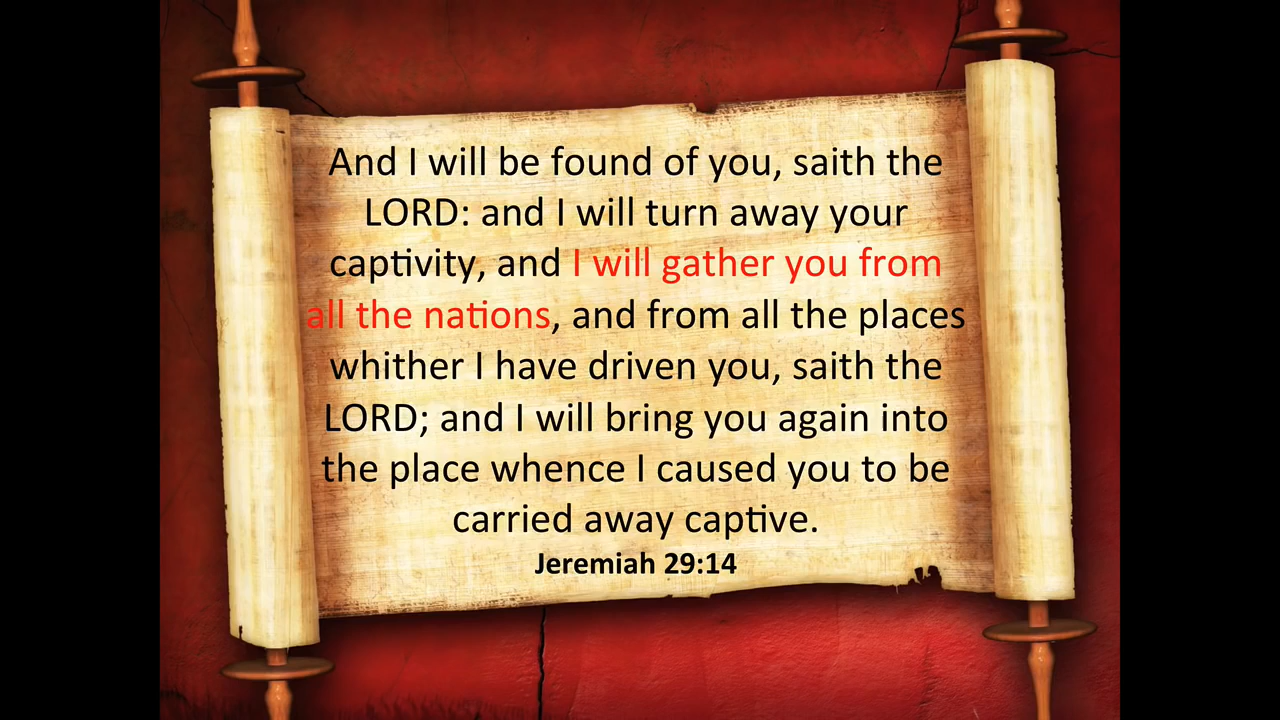 And I will be found of you, saith the
LORD: and I will turn away your
captivity, and I will gather you from
all the nations, and from all the places
whither I have driven you, saith the
LORD; and I will bring you again into
the place whence I caused you to be
carried away captive.
Jeremiah 29:14